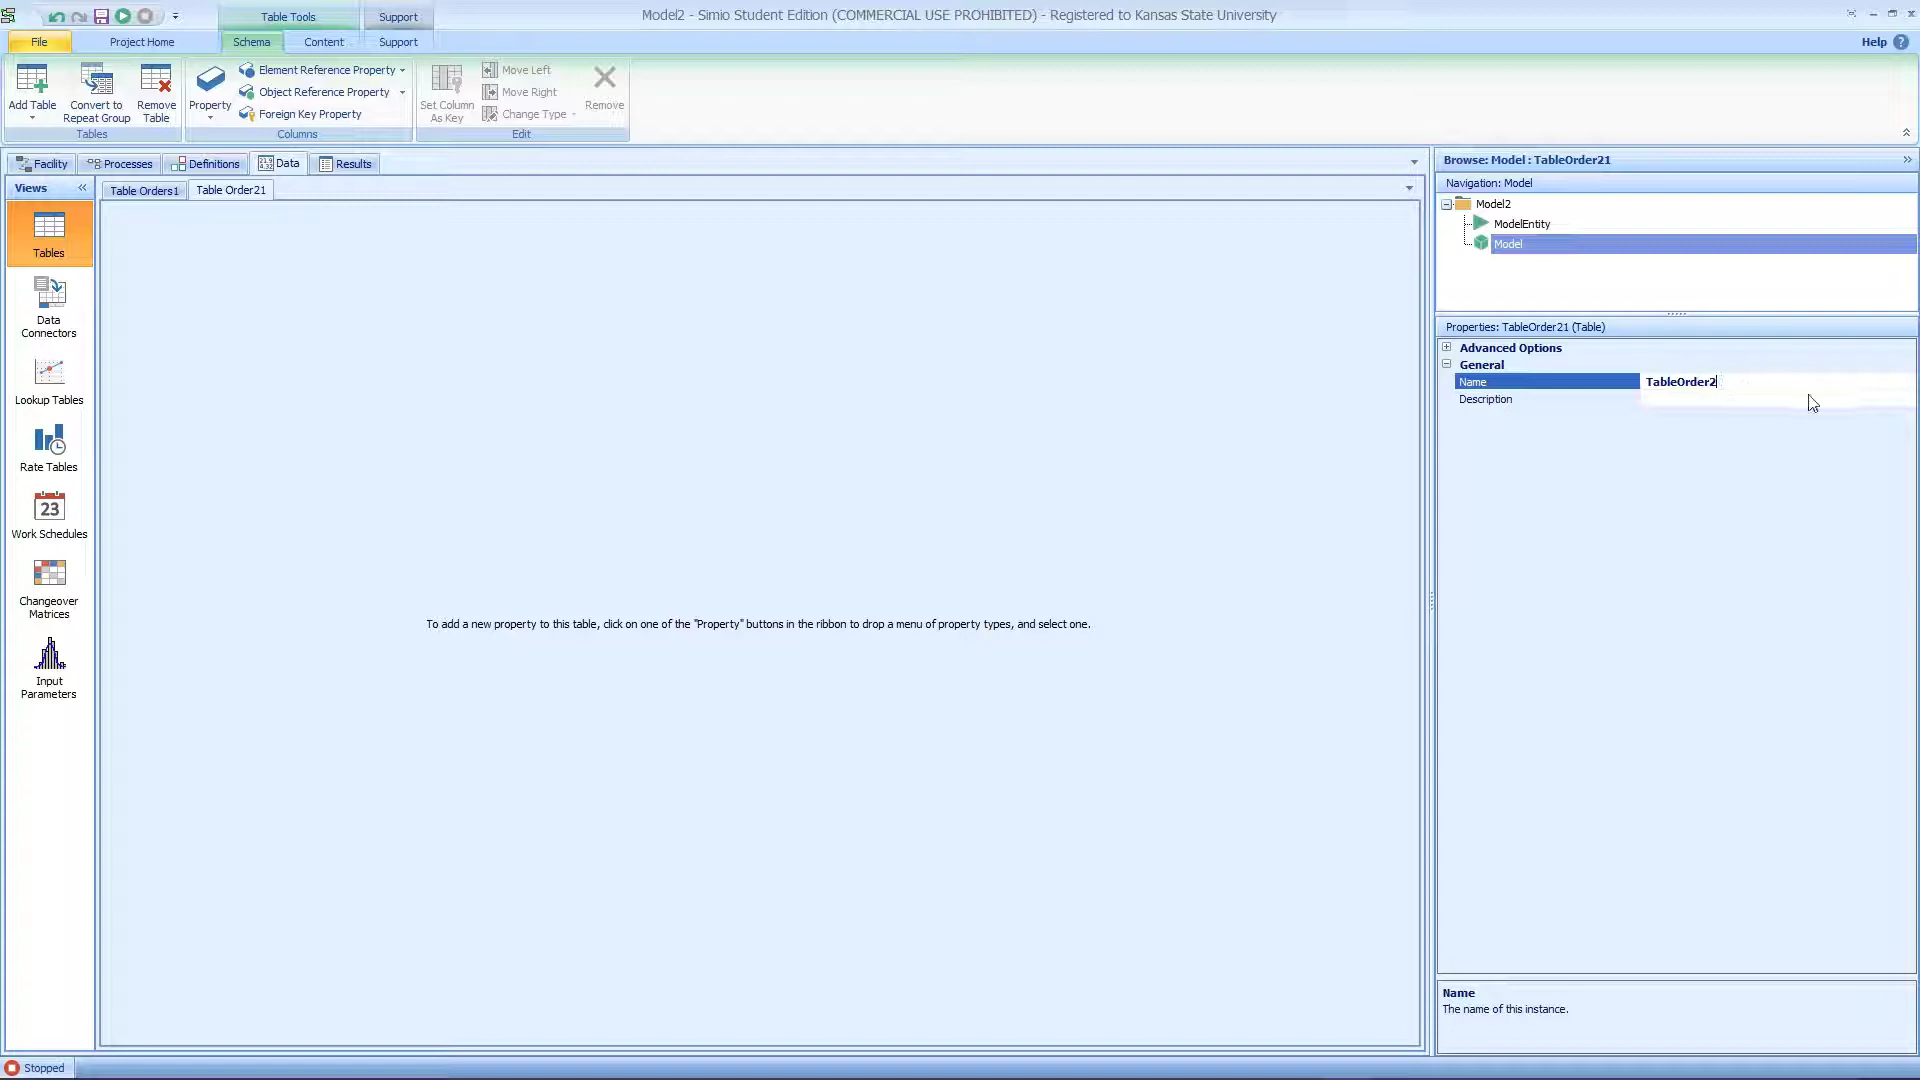 Table Tools
Support
Model2 - Simio Student Edition (COMMERCIAL USE PROHIBITED) - Registered to Kansas State University
File
Project Home
Schema
Content
Support
Help
Add Table
Convert to
Repeat Group
Remove
Table
Tables
Property
Element Reference Property
Object Reference Property
Foreign Key Property
Columns
Set Column
As Key
Move Left
Move Right
Change Type
Remove
Edit
Facility
Processes
Definitions
Data
Results
Views
Tables
Data
Connectors
Lookup Tables
Rate Tables
23
Work Schedules
Changeover
Matrices
Input
Parameters
Table Orders1
Table Order21
To add a new property to this table, click on one of the "Property" buttons in the ribbon to drop a menu of property types, and select one.
Browse: Model : TableOrder21
Navigation: Model
Model2
ModelEntity
Model
Properties: TableOrder21 (Table)
Advanced Options
General
Name
TableOrder2
Description
Name
The name of this instance.
Stopped